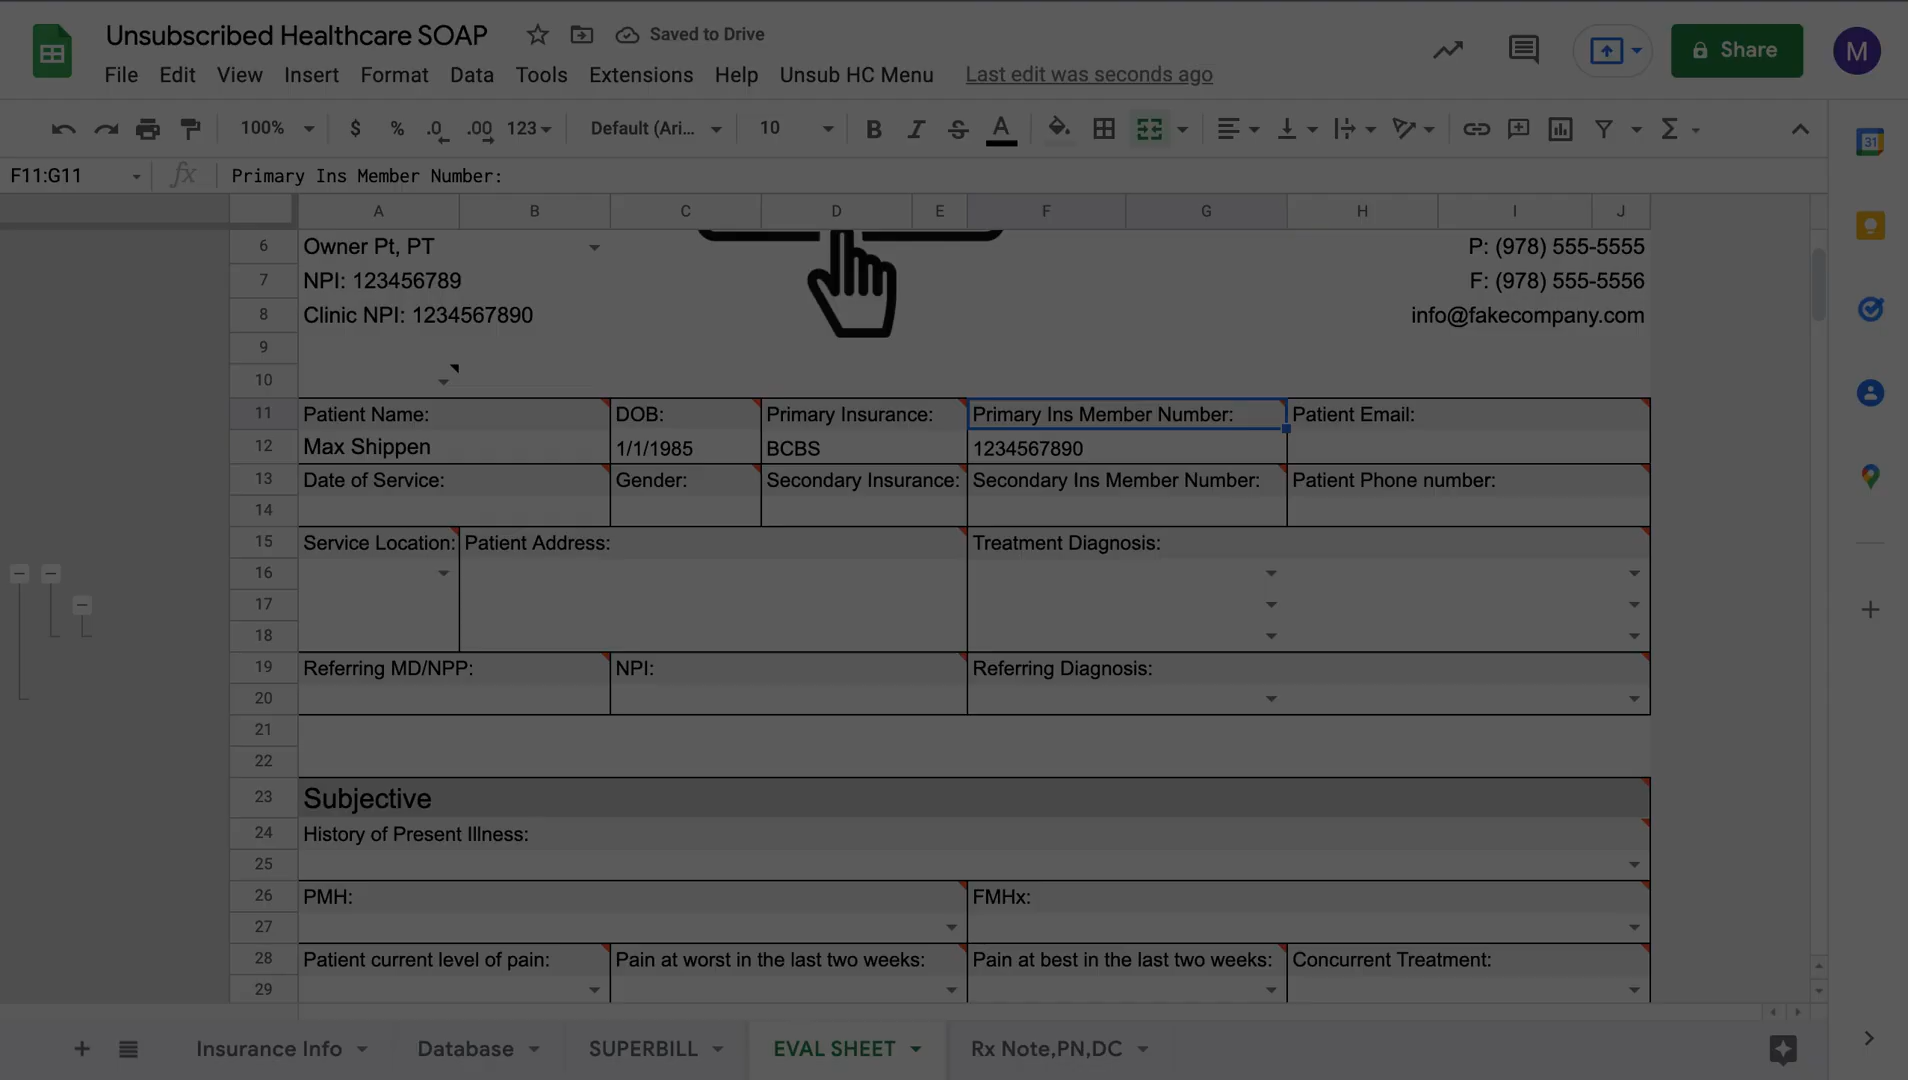 Unsubscribed Healthcare SOAP Saved to Drive
File Edit View Insert Format Data Tools Extensions Help Unsub HC Menu Last edit was seconds ago
Share M
100% $ % .0 .00 123 Default (Ari... 10 B I S A
F11:G11 fx Primary Ins Member Number:
A B C D E F G H I J
6 Owner Pt, PT P: (978) 555-5555
7 NPI: 123456789 F: (978) 555-5556
8 Clinic NPI: 1234567890 info@fakecompany.com
9
10
11 Patient Name: DOB: Primary Insurance: Primary Ins Member Number: Patient Email:
12 Max Shippen 1/1/1985 BCBS 1234567890
13 Date of Service: Gender: Secondary Insurance: Secondary Ins Member Number: Patient Phone number:
14
15 Service Location: Patient Address: Treatment Diagnosis:
16
17
18
19 Referring MD/NPP: NPI: Referring Diagnosis:
20
21
22
23 Subjective
24 History of Present Illness:
25
26 PMH: FMHx:
27
28 Patient current level of pain: Pain at worst in the last two weeks: Pain at best in the last two weeks: Concurrent Treatment:
29
Insurance Info Database SUPERBILL EVAL SHEET Rx Note,PN,DC
31